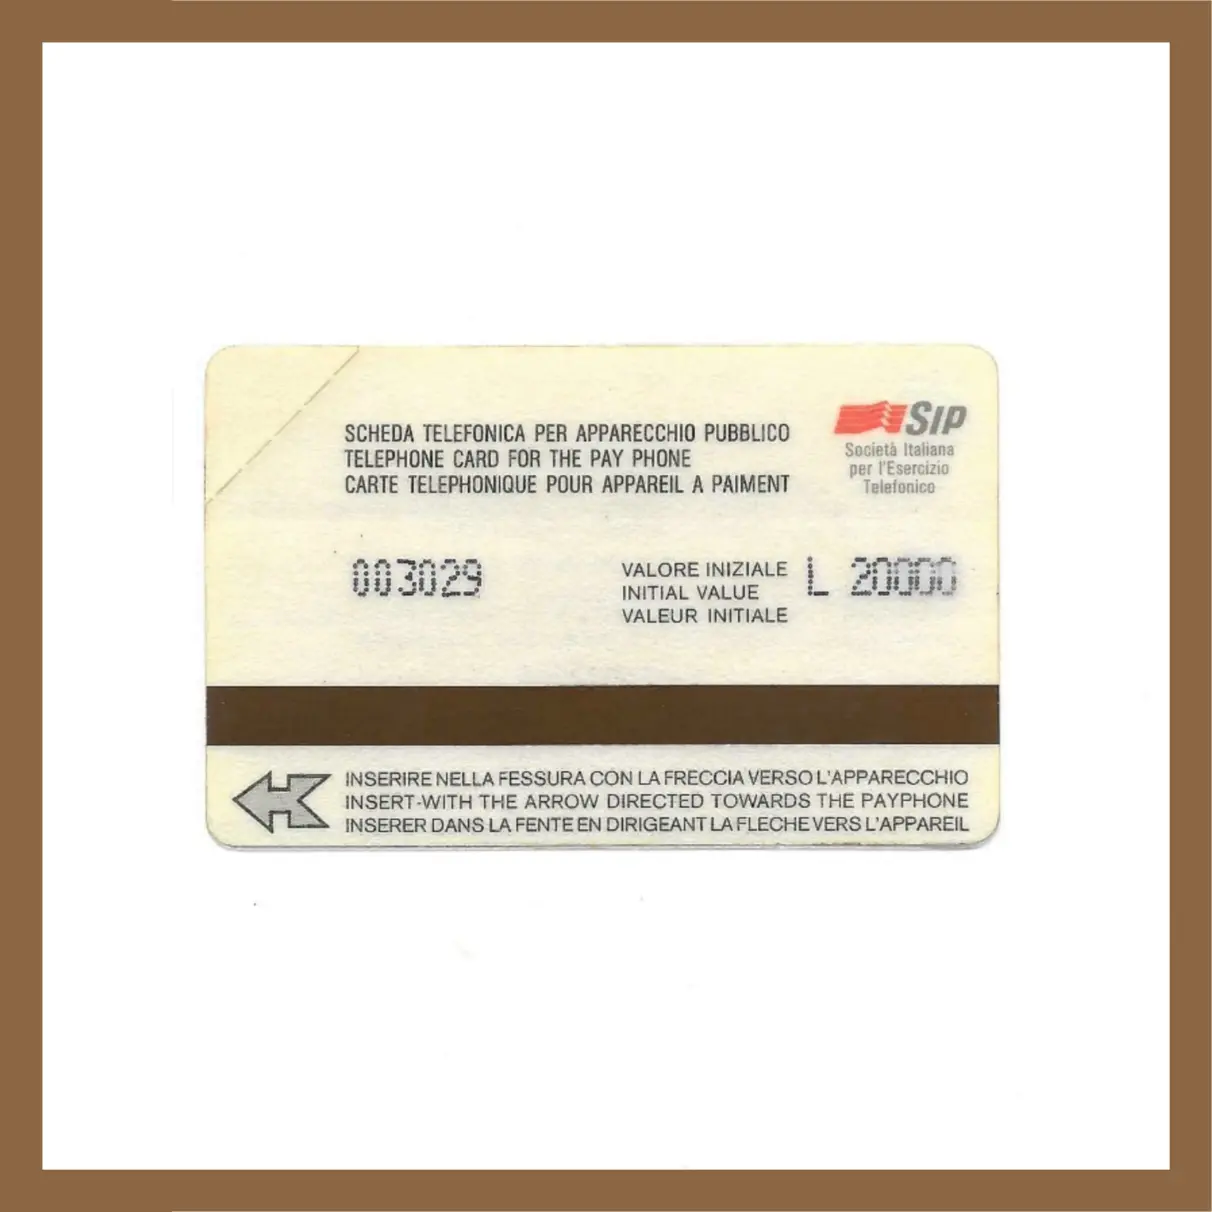 SCHEDA TELEFONICA PER APPARECCHIO PUBBLICO
TELEPHONE CARD FOR THE PAY PHONE
CARTE TELEPHONIQUE POUR APPAREIL A PAIMENT
SIP
Società Italiana
per l'Esercizio
Telefonico
003029
VALORE INIZIALE
INITIAL VALUE
VALEUR INITIALE
L 20000
INSERIRE NELLA FESSURA CON LA FRECCIA VERSO L'APPARECCHIO
INSERT-WITH THE ARROW DIRECTED TOWARDS THE PAYPHONE
INSERER DANS LA FENTE EN DIRIGEANT LA FLECHE VERS L'APPAREIL